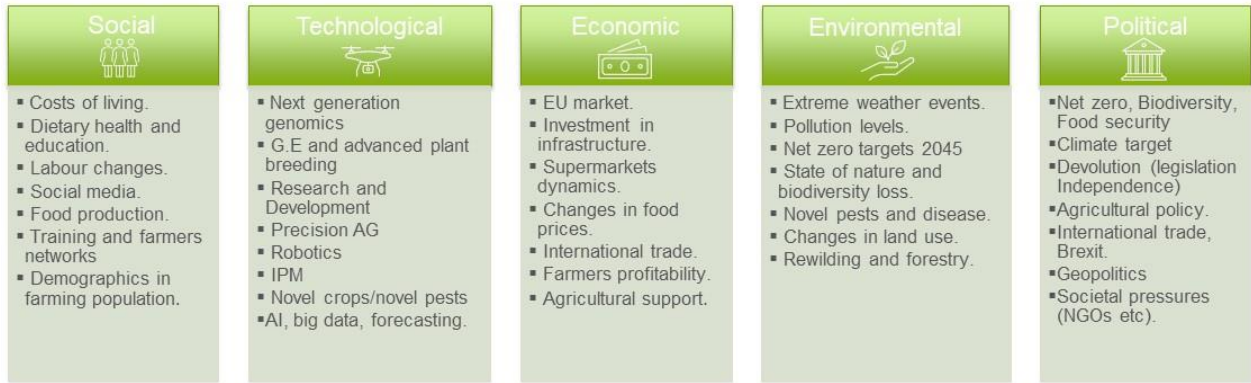 Social
▪ Costs of living.
▪ Dietary health and
education.
▪ Labour changes.
▪ Social media.
▪ Food production.
▪ Training and farmers
networks
▪ Demographics in
farming population.
Technological
▪ Next generation
genomics
▪ G.E and advanced plant
breeding
▪ Research and
Development
▪ Precision AG
▪ Robotics
▪ IPM
▪ Novel crops/novel pests
▪AI, big data, forecasting.
Economic
▪ EU market.
▪ Investment in
infrastructure.
▪ Supermarkets
dynamics.
▪ Changes in food
prices.
▪ International trade.
▪ Farmers profitability.
▪ Agricultural support.
Environmental
▪ Extreme weather events.
▪ Pollution levels.
▪ Net zero targets 2045
▪ State of nature and
biodiversity loss.
▪ Novel pests and disease.
▪ Changes in land use.
▪ Rewilding and forestry.
Political
▪Net zero, Biodiversity,
Food security
▪Climate target
▪Devolution (legislation
Independence)
▪Agricultural policy.
▪International trade,
Brexit.
▪Geopolitics
▪Societal pressures
(NGOs etc).